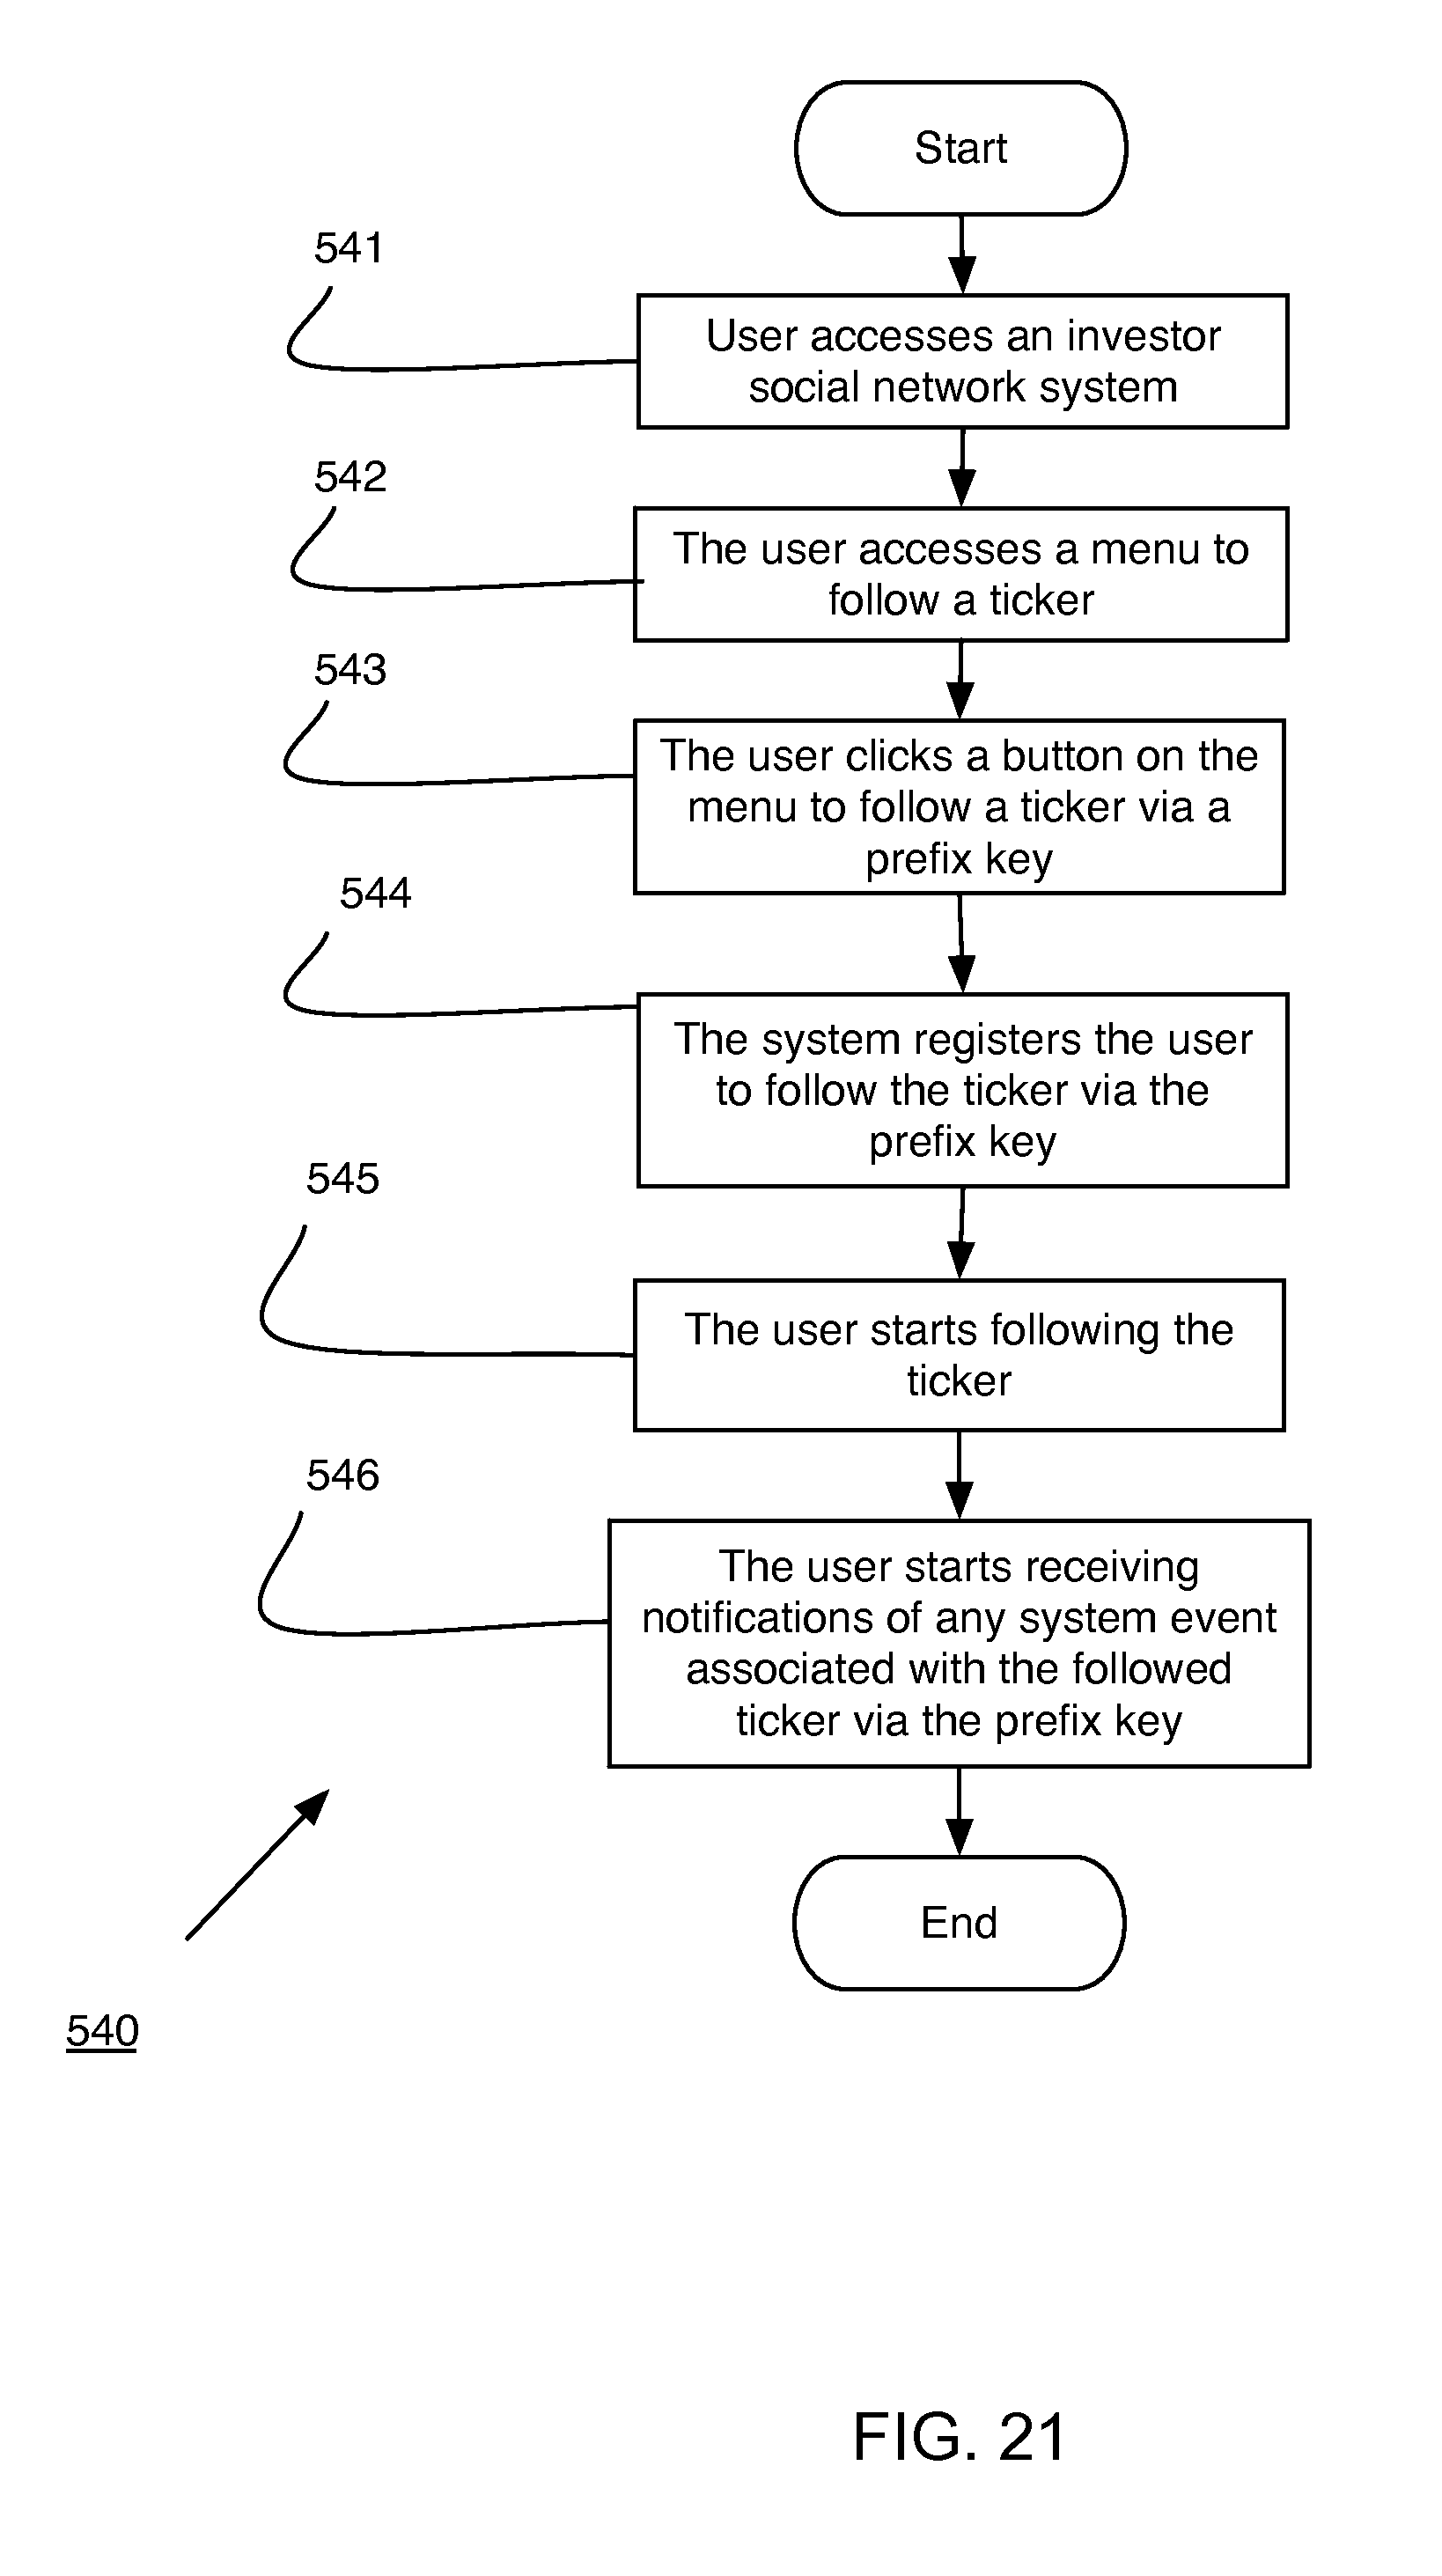 Start
541
User accesses an investor
social network system
542
The user accesses a menu to
follow a ticker
543
The user clicks a button on the
menu to follow a ticker via a
prefix key
544
The system registers the user
to follow the ticker via the
prefix key
545
The user starts following the
ticker
546
The user starts receiving
notifications of any system event
associated with the followed
ticker via the prefix key
End
540
FIG. 21